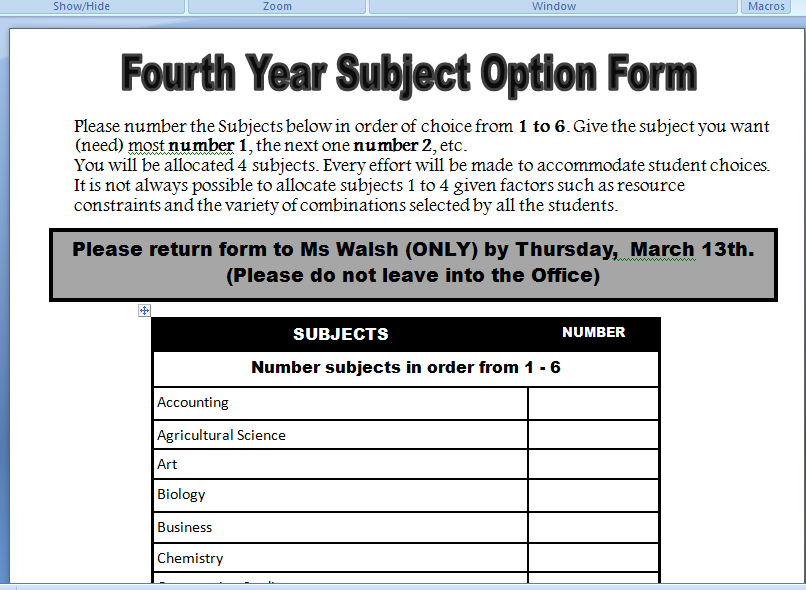 Show/Hide Zoom Window Macros
Fourth Year Subject Option Form
Please number the Subjects below in order of choice from 1 to 6. Give the subject you want
(need) most number 1, the next one number 2, etc.
You will be allocated 4 subjects. Every effort will be made to accommodate student choices.
It is not always possible to allocate subjects 1 to 4 given factors such as resource
constraints and the variety of combinations selected by all the students.
Please return form to Ms Walsh (ONLY) by Thursday, March 13th.
(Please do not leave into the Office)
SUBJECTS NUMBER
Number subjects in order from 1 - 6
Accounting
Agricultural Science
Art
Biology
Business
Chemistry